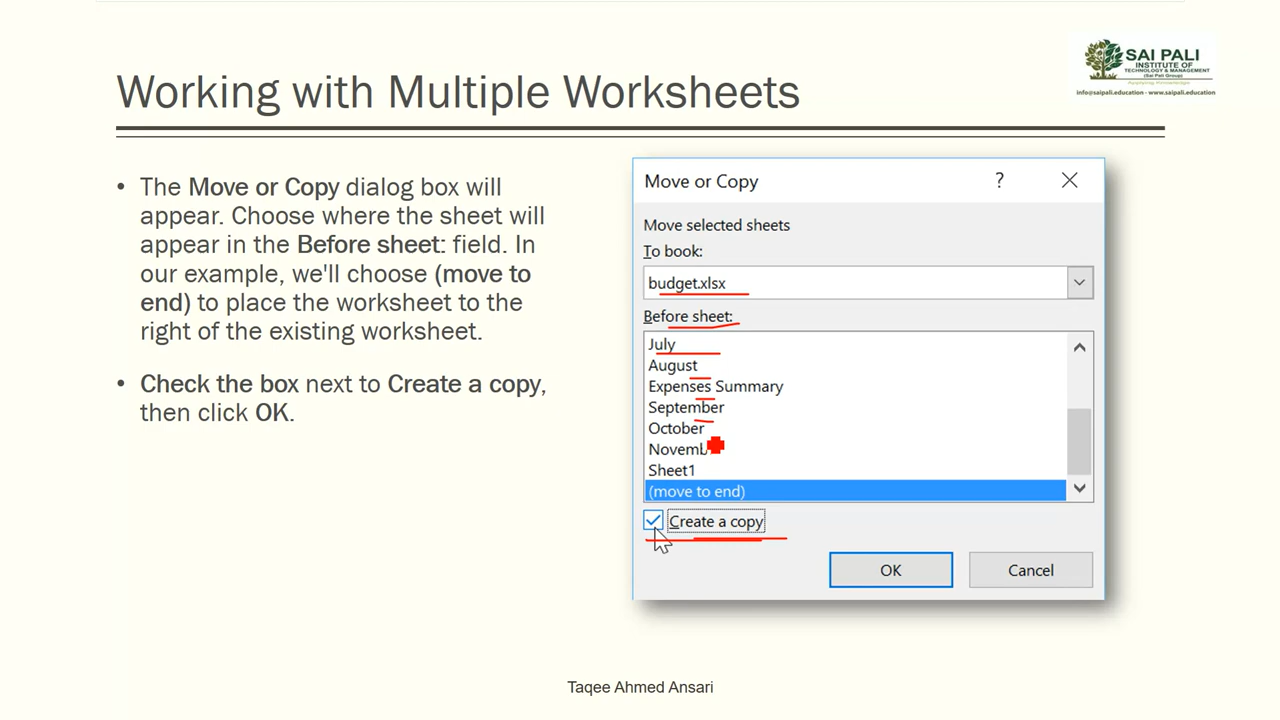 Working with Multiple Worksheets
SAI PALI
INSTITUTE OF
TECHNOLOGY & MANAGEMENT
(Sai Pali Group)
info@saipali.education - www.saipali.education
• The Move or Copy dialog box will
appear. Choose where the sheet will
appear in the Before sheet: field. In
our example, we'll choose (move to
end) to place the worksheet to the
right of the existing worksheet.
• Check the box next to Create a copy,
then click OK.
Move or Copy ?
Move selected sheets
To book:
budget.xlsx
Before sheet:
July
August
Expenses Summary
September
October
Novemb
Sheet1
(move to end)
Create a copy
OK Cancel
Taqee Ahmed Ansari